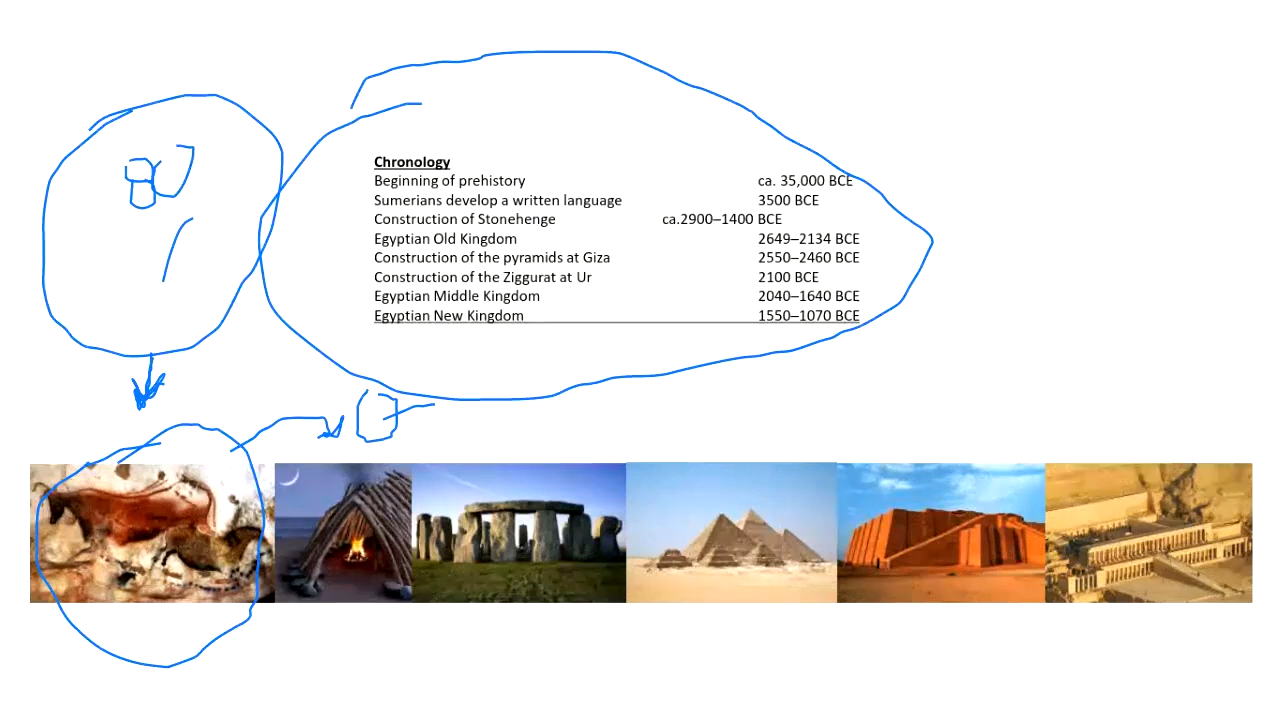 Chronology
Beginning of prehistory ca. 35,000 BCE
Sumerians develop a written language 3500 BCE
Construction of Stonehenge ca.2900–1400 BCE
Egyptian Old Kingdom 2649–2134 BCE
Construction of the pyramids at Giza 2550–2460 BCE
Construction of the Ziggurat at Ur 2100 BCE
Egyptian Middle Kingdom 2040–1640 BCE
Egyptian New Kingdom 1550–1070 BCE